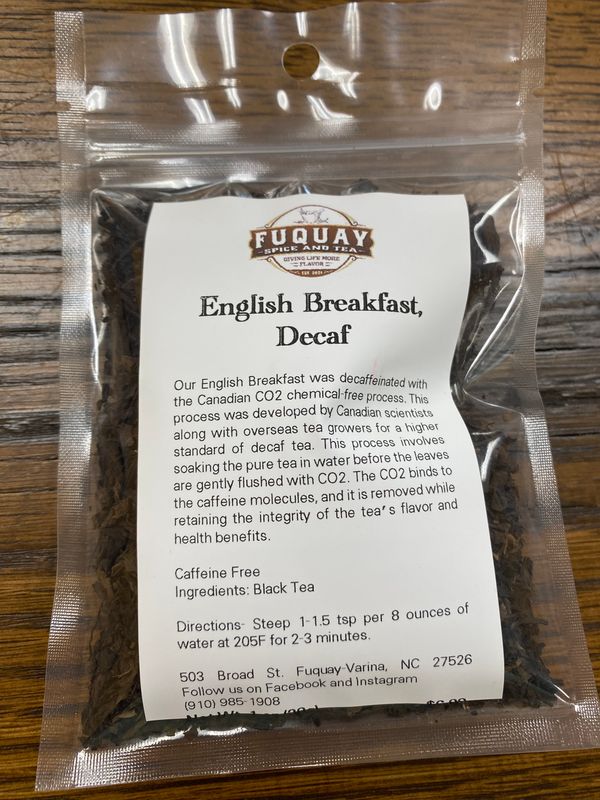 FUQUAY
SPICE AND TEA
GIVING LIFE MORE
FLAVOR
EST. 2021
English Breakfast,
Decaf
Our English Breakfast was decaffeinated with
the Canadian CO2 chemical-free process. This
process was developed by Canadian scientists
along with overseas tea growers for a higher
standard of decaf tea. This process involves
soaking the pure tea in water before the leaves
are gently flushed with CO2. The CO2 binds to
the caffeine molecules, and it is removed while
retaining the integrity of the tea's flavor and
health benefits.
Caffeine Free
Ingredients: Black Tea
Directions- Steep 1-1.5 tsp per 8 ounces of
water at 205F for 2-3 minutes.
503 Broad St. Fuquay-Varina, NC 27526
Follow us on Facebook and Instagram
(910) 985-1908